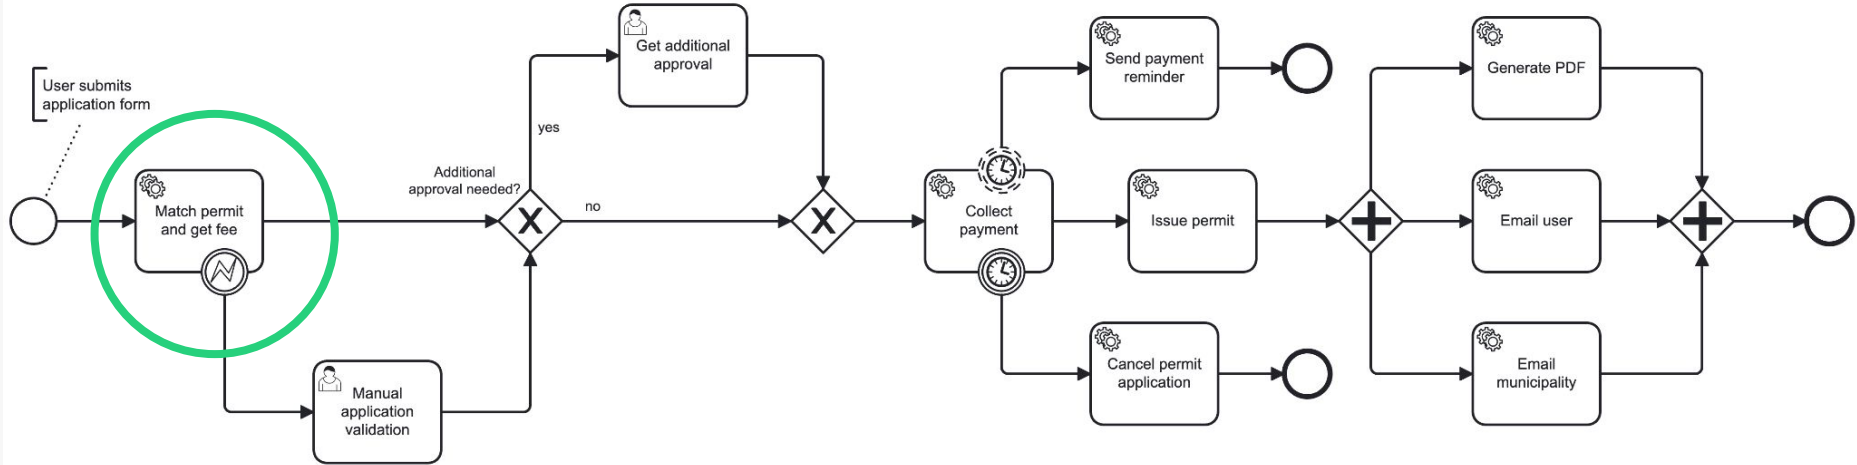 User submits
application form
Match permit
and get fee
Manual
application
validation
Additional
approval needed?
yes
no
Get additional
approval
Collect
payment
Send payment
reminder
Issue permit
Cancel permit
application
Generate PDF
Email user
Email
municipality